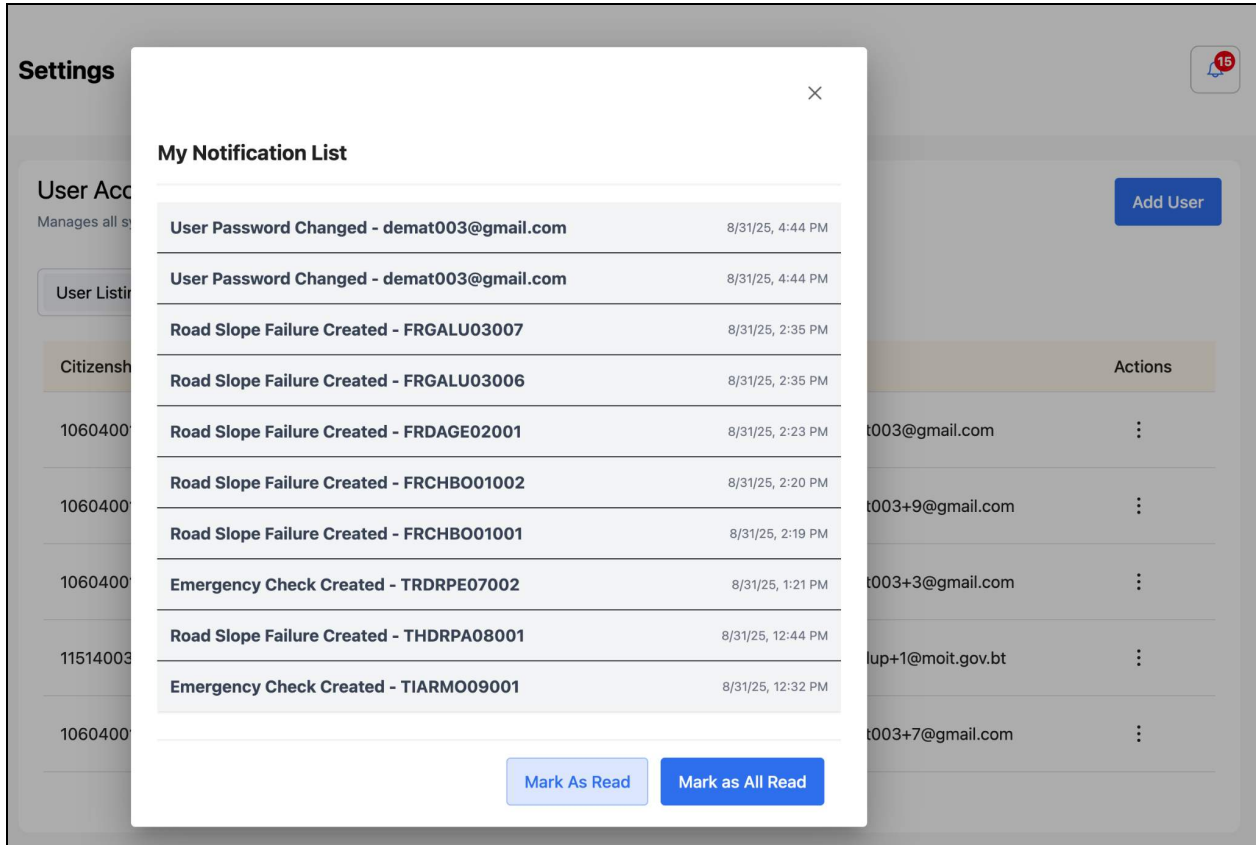 Settings
15
My Notification List
User Acc
Add User
Manages all sy
User Password Changed - demat003@gmail.com 8/31/25, 4:44 PM
User Password Changed - demat003@gmail.com 8/31/25, 4:44 PM
User Listin
Road Slope Failure Created - FRGALU03007 8/31/25, 2:35 PM
Citizensh
Actions
Road Slope Failure Created - FRGALU03006 8/31/25, 2:35 PM
1060400
Road Slope Failure Created - FRDAGE02001 8/31/25, 2:23 PM
t003@gmail.com
Road Slope Failure Created - FRCHBO01002 8/31/25, 2:20 PM
1060400
t003+9@gmail.com
Road Slope Failure Created - FRCHBO01001 8/31/25, 2:19 PM
1060400
Emergency Check Created - TRDRPE07002 8/31/25, 1:21 PM
t003+3@gmail.com
Road Slope Failure Created - THDRPA08001 8/31/25, 12:44 PM
11514003
lup+1@moit.gov.bt
Emergency Check Created - TIARMO09001 8/31/25, 12:32 PM
1060400
t003+7@gmail.com
Mark As Read
Mark as All Read